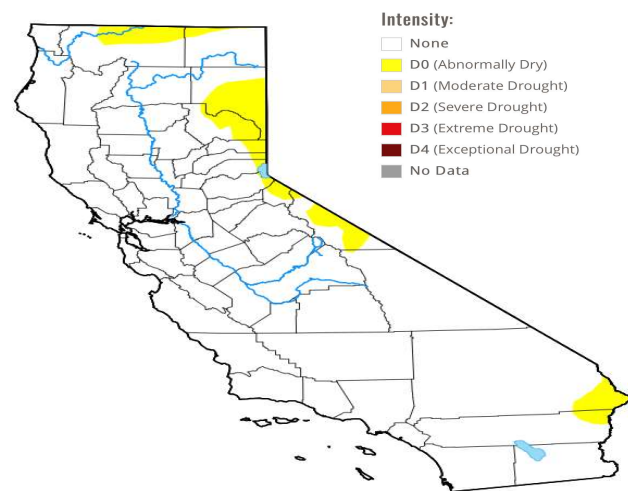 Intensity:
None
D0 (Abnormally Dry)
D1 (Moderate Drought)
D2 (Severe Drought)
D3 (Extreme Drought)
D4 (Exceptional Drought)
No Data